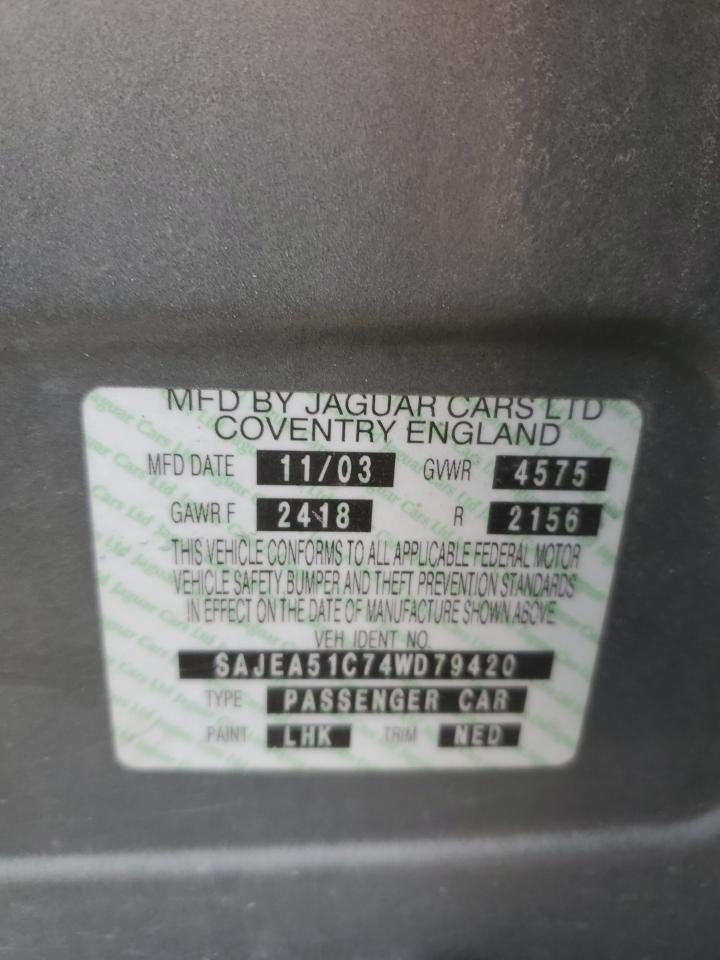 MFD BY JAGUAR CARS LTD
COVENTRY ENGLAND
MFD DATE 11/03 GVWR 4575
GAWR F 2418 R 2156
THIS VEHICLE CONFORMS TO ALL APPLICABLE FEDERAL MOTOR
VEHICLE SAFETY, BUMPER AND THEFT PREVENTION STANDARDS
IN EFFECT ON THE DATE OF MANUFACTURE SHOWN ABOVE
VEH IDENT NO.
SAJEA51C74WD79420
TYPE PASSENGER CAR
PAINT LHK TRIM NED